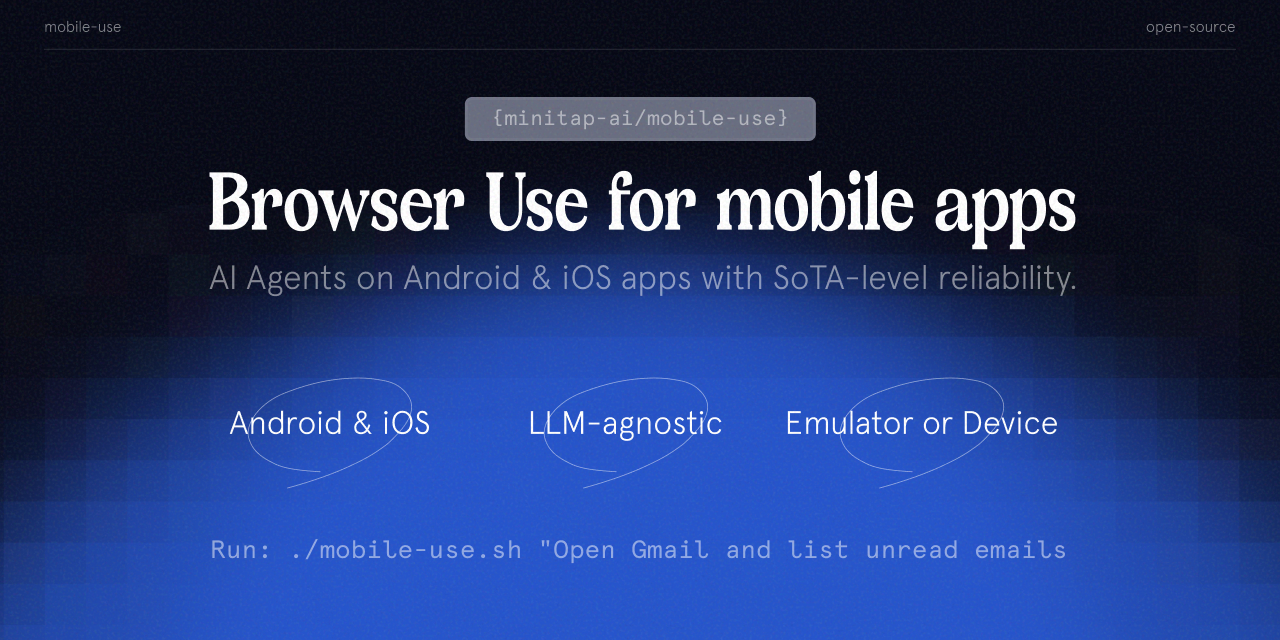 mobile-use
open-source
{minitap-ai/mobile-use}
Browser Use for mobile apps
AI Agents on Android & iOS apps with SoTA-level reliability.
Android & iOS
LLM-agnostic
Emulator or Device
Run: ./mobile-use.sh "Open Gmail and list unread emails